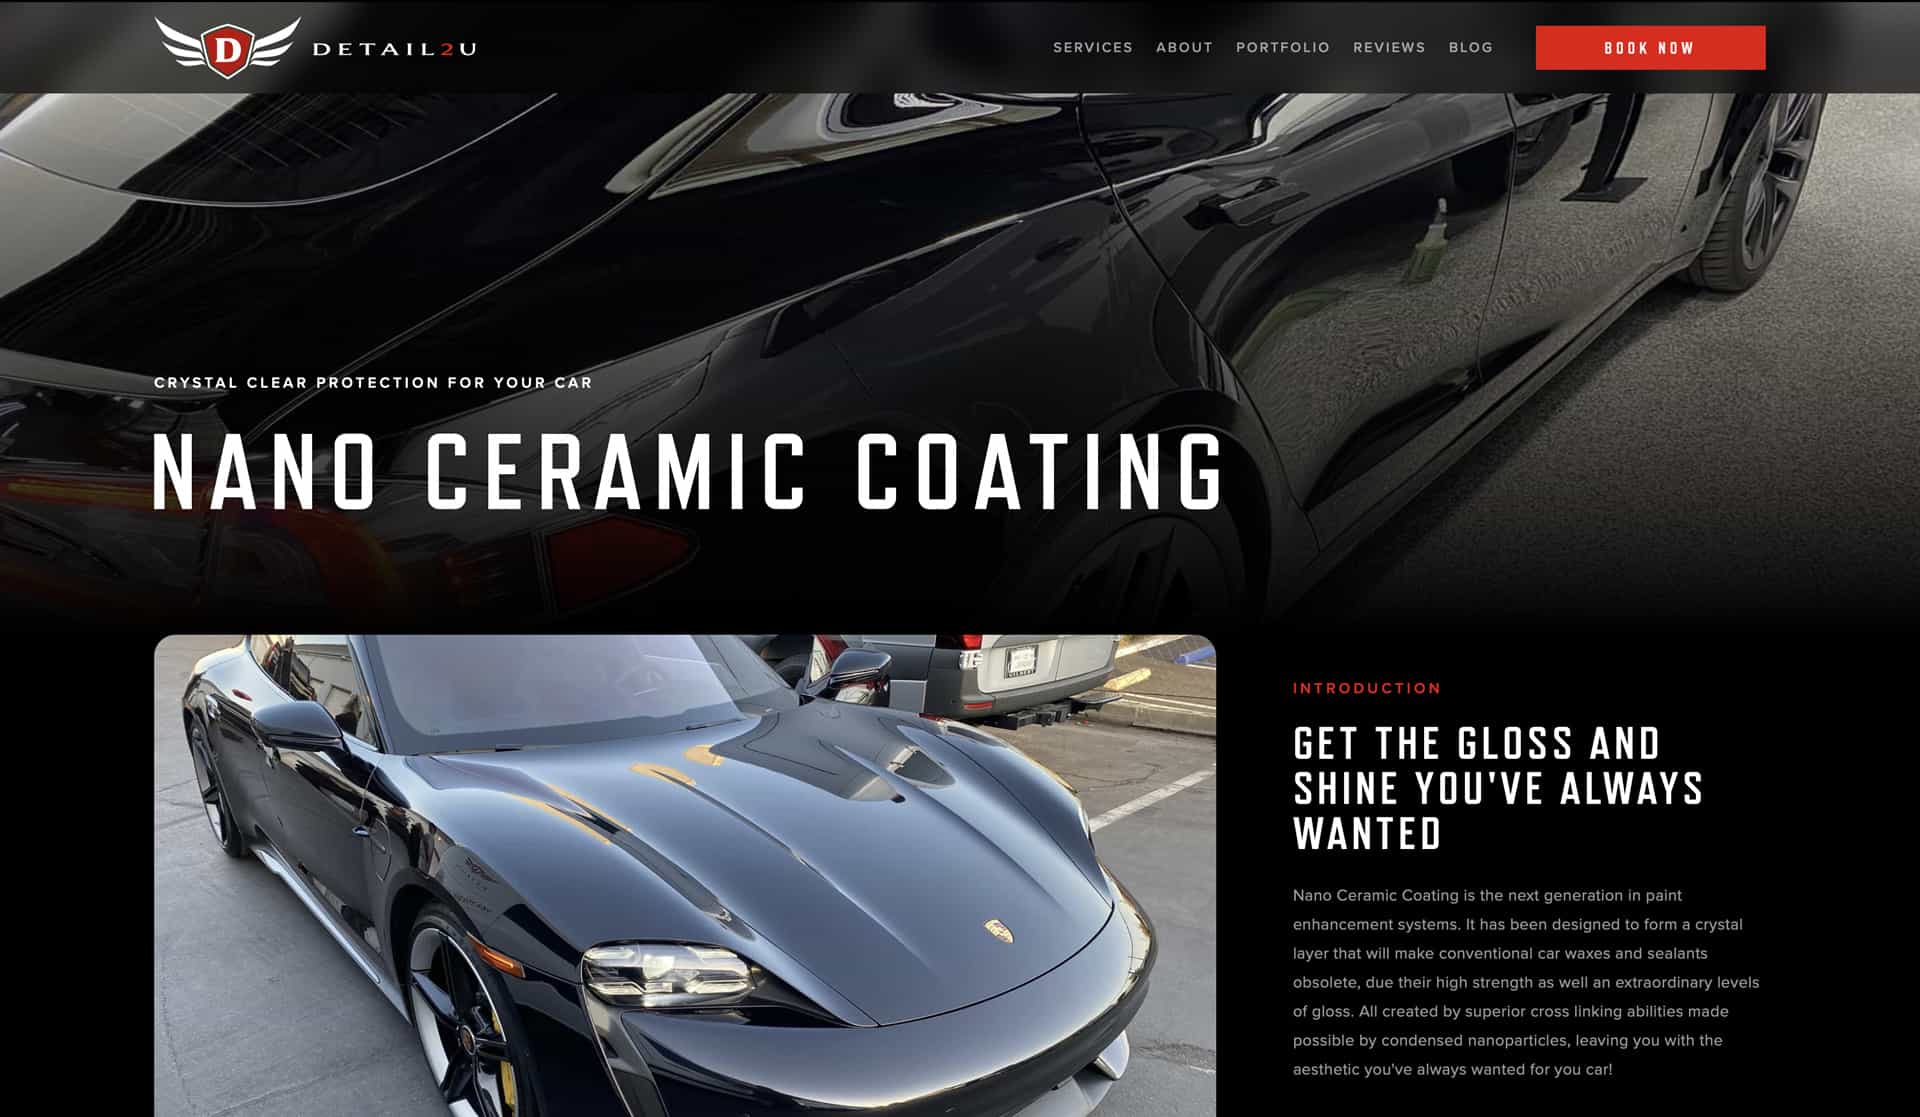 D DETAIL2U
SERVICES ABOUT PORTFOLIO REVIEWS BLOG BOOK NOW
CRYSTAL CLEAR PROTECTION FOR YOUR CAR
NANO CERAMIC COATING
INTRODUCTION
GET THE GLOSS AND
SHINE YOU'VE ALWAYS
WANTED
Nano Ceramic Coating is the next generation in paint
enhancement systems. It has been designed to form a crystal
layer that will make conventional car waxes and sealants
obsolete, due their high strength as well an extraordinary levels
of gloss. All created by superior cross linking abilities made
possible by condensed nanoparticles, leaving you with the
aesthetic you've always wanted for you car!